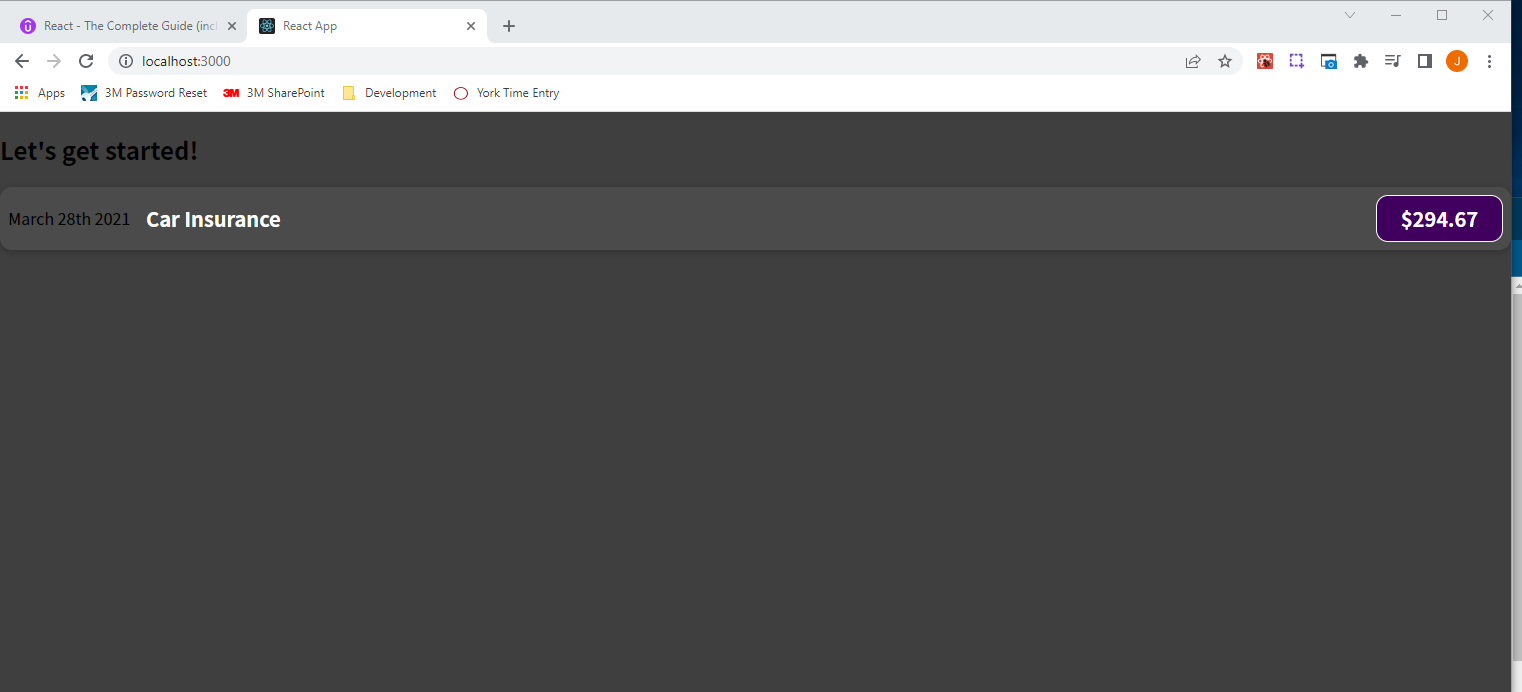 React - The Complete Guide (incl
React App
localhost:3000
J
Apps
3M Password Reset
3M 3M SharePoint
Development
York Time Entry
Let's get started!
March 28th 2021 Car Insurance $294.67